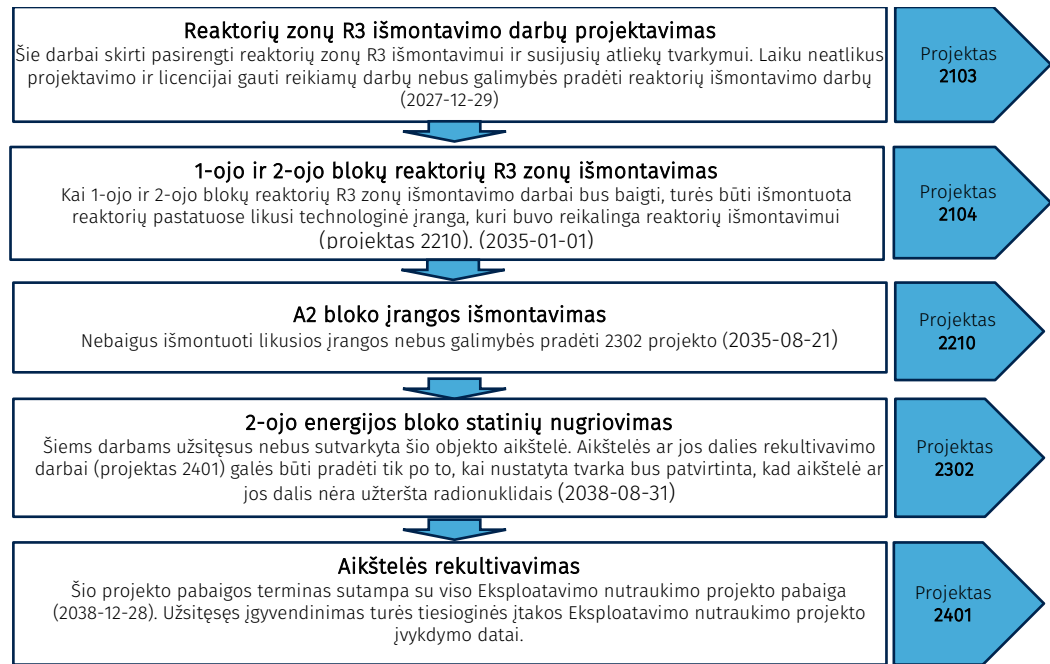 Reaktorių zonų R3 išmontavimo darbų projektavimas
Šie darbai skirti pasirengti reaktorių zonų R3 išmontavimui ir susijusių atliekų tvarkymui. Laiku neatlikus
projektavimo ir licencijai gauti reikiamų darbų nebus galimybės pradėti reaktorių išmontavimo darbų
(2027-12-29)
Projektas
2103
1-ojo ir 2-ojo blokų reaktorių R3 zonų išmontavimas
Kai 1-ojo ir 2-ojo blokų reaktorių R3 zonų išmontavimo darbai bus baigti, turės būti išmontuota
reaktorių pastatuose likusi technologinė įranga, kuri buvo reikalinga reaktorių išmontavimui
(projektas 2210). (2035-01-01)
Projektas
2104
A2 bloko įrangos išmontavimas
Nebaigus išmontuoti likusios įrangos nebus galimybės pradėti 2302 projekto (2035-08-21)
Projektas
2210
2-ojo energijos bloko statinių nugriovimas
Šiems darbams užsitęsus nebus sutvarkyta šio objekto aikštelė. Aikštelės ar jos dalies rekultivavimo
darbai (projektas 2401) galės būti pradėti tik po to, kai nustatyta tvarka bus patvirtinta, kad aikštelė ar
jos dalis nėra užteršta radionuklidais (2038-08-31)
Projektas
2302
Aikštelės rekultivavimas
Šio projekto pabaigos terminas sutampa su viso Eksploatavimo nutraukimo projekto pabaiga
(2038-12-28). Užsitęsęs įgyvendinimas turės tiesioginės įtakos Eksploatavimo nutraukimo projekto
įvykdymo datai.
Projektas
2401